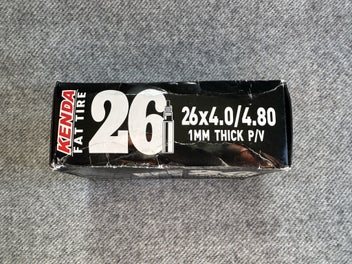 KENDA
FAT TIRE
26
26x4.0/4.80
1MM THICK P/V